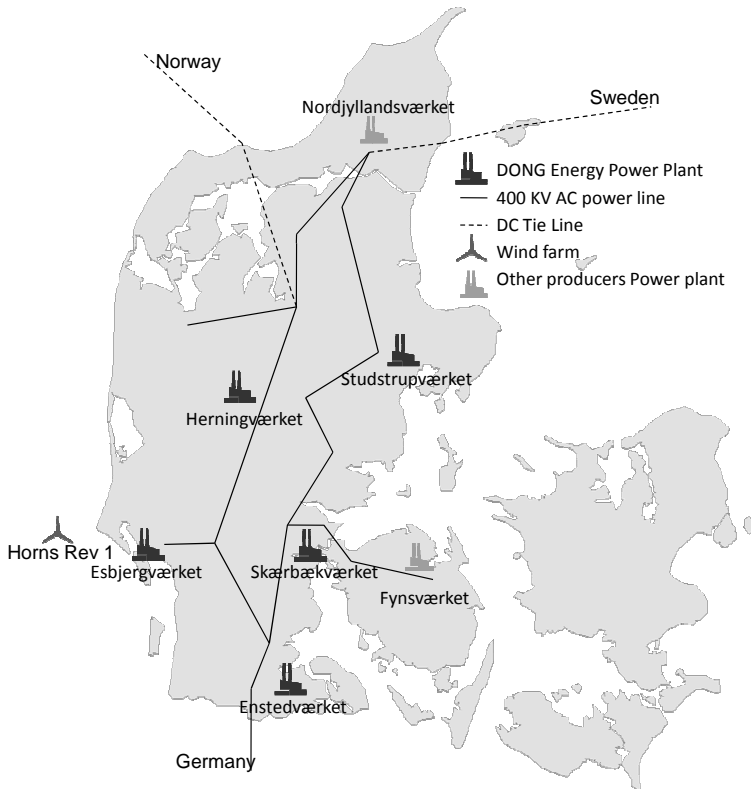 Norway
Nordjyllandsværket
Sweden
DONG Energy Power Plant
400 KV AC power line
DC Tie Line
Wind farm
Other producers Power plant
Studstrupværket
Herningværket
Horns Rev 1
Esbjergværket
Skærbækværket
Fynsværket
Enstedværket
Germany